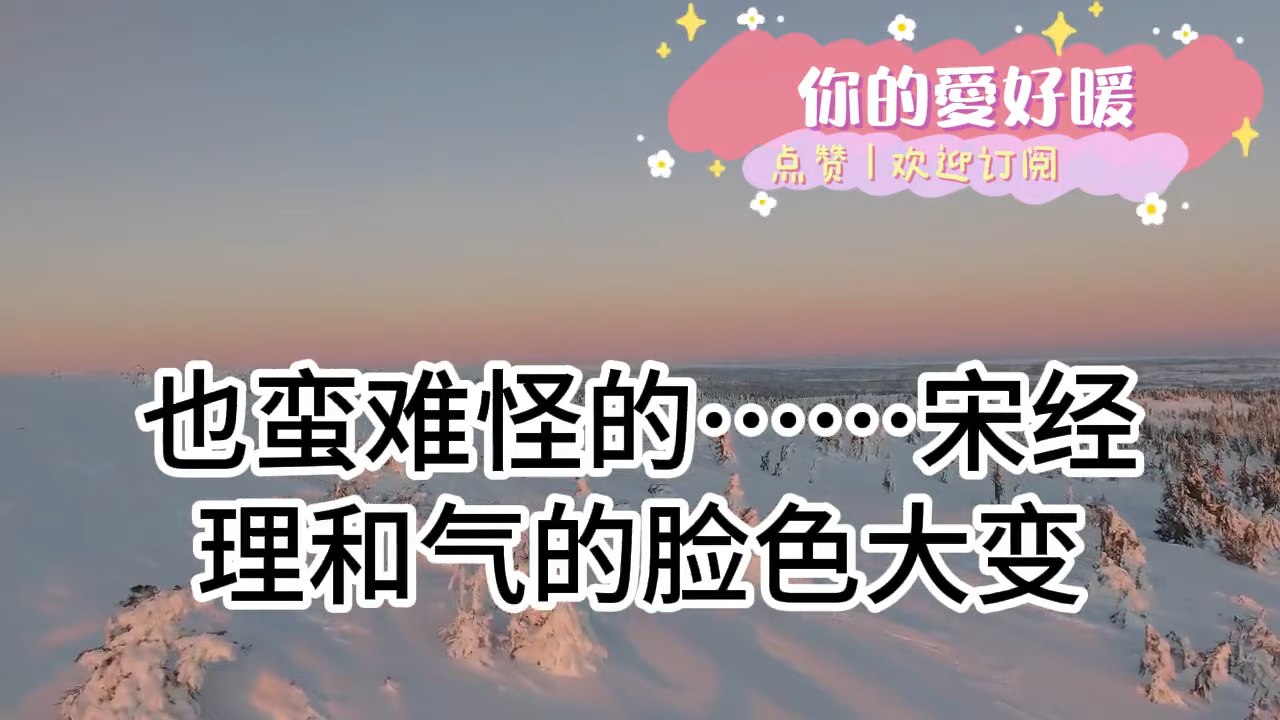 你的愛好暖
点赞 | 欢迎订阅
也蛮难怪的……宋经
理和气的脸色大变